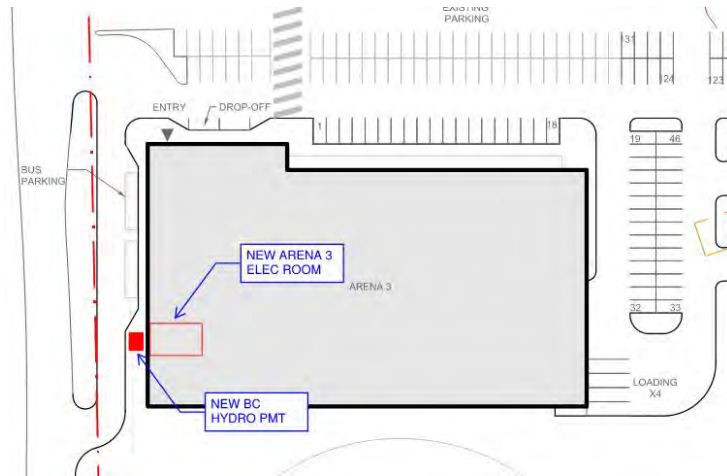 EXISTING
PARKING
31
124
123
ENTRY
DROP-OFF
1
18
19
46
BUS
PARKING
NEW ARENA 3
ELEC ROOM
ARENA 3
32
33
LOADING
X4
NEW BC
HYDRO PMT